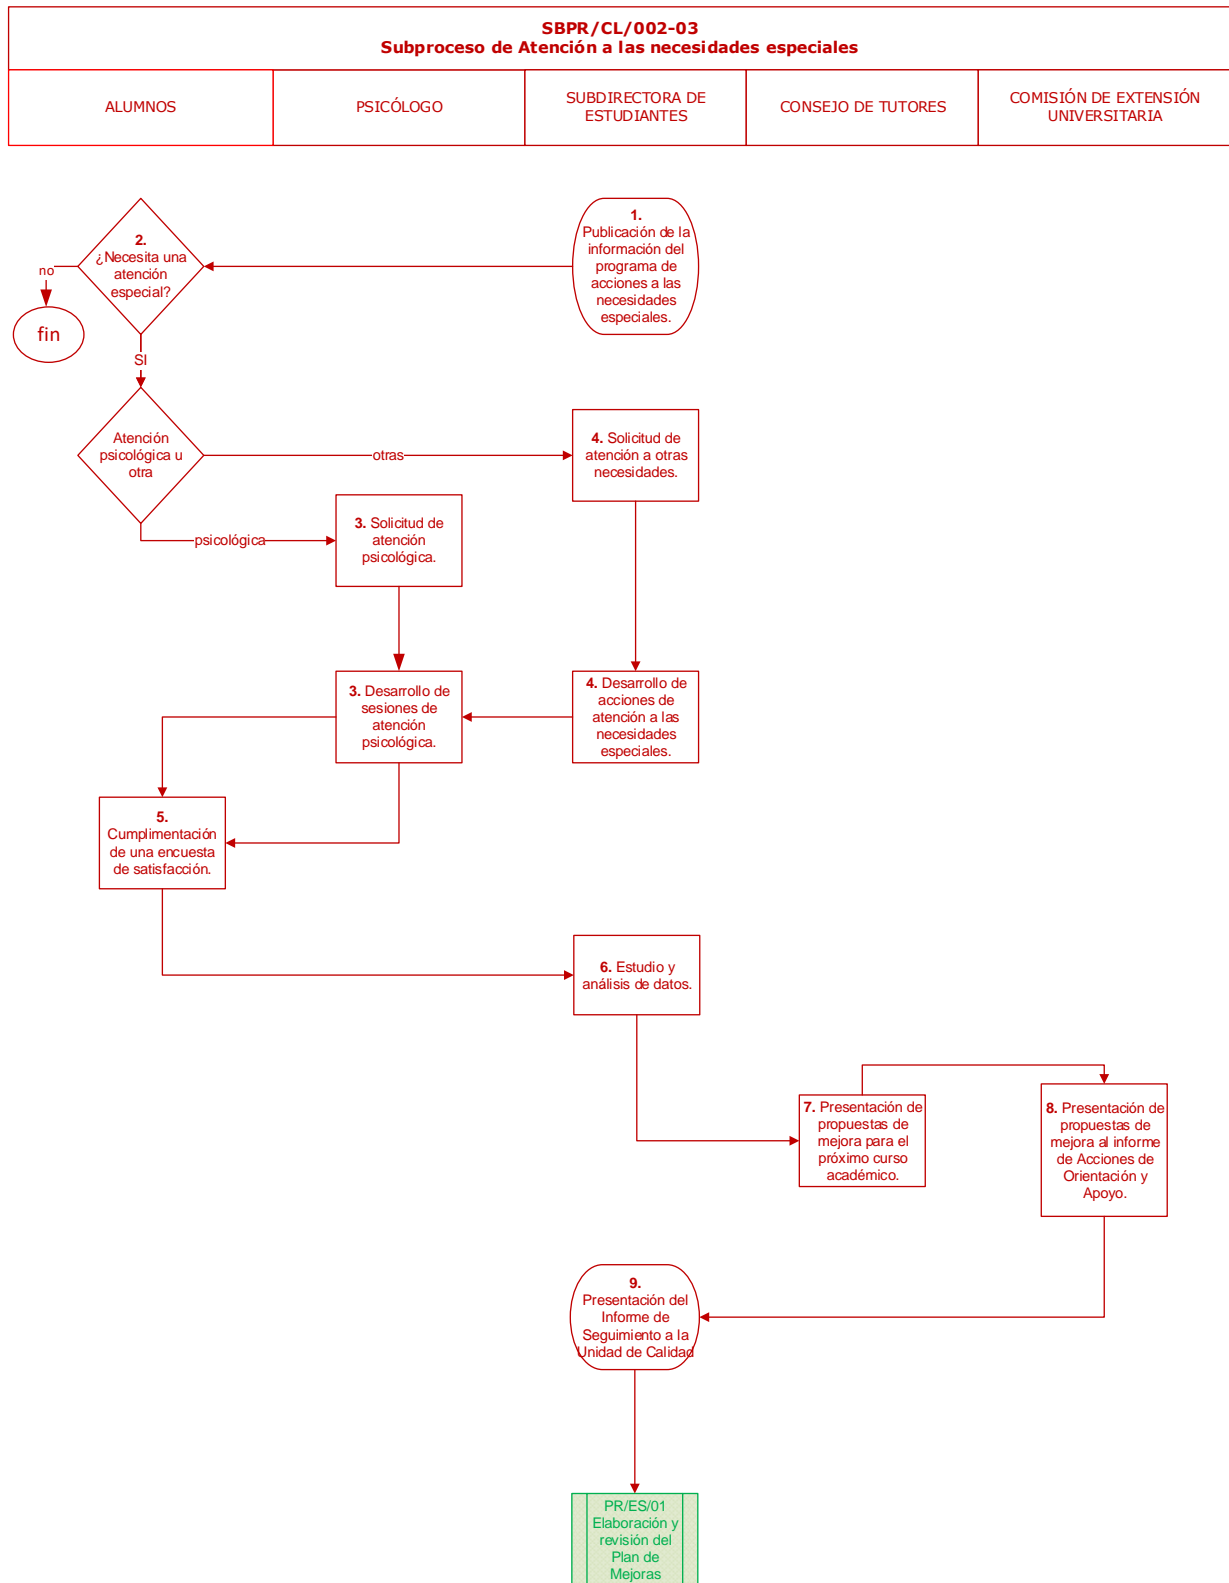 SBPR/CL/002-03
Subproceso de Atención a las necesidades especiales
ALUMNOS
PSICÓLOGO
SUBDIRECTORA DE
ESTUDIANTES
CONSEJO DE TUTORES
COMISIÓN DE EXTENSIÓN
UNIVERSITARIA
1.
Publicación de la
información del
programa de
acciones a las
necesidades
especiales.
2.
¿Necesita una
atención
especial?
no
fin
SI
Atención
psicológica u
otra
otras
4. Solicitud de
atención a otras
necesidades.
psicológica
3. Solicitud de
atención
psicológica.
3. Desarrollo de
sesiones de
atención
psicológica.
4. Desarrollo de
acciones de
atención a las
necesidades
especiales.
5.
Cumplimentación
de una encuesta
de satisfacción.
6. Estudio y
análisis de datos.
7. Presentación de
propuestas de
mejora para el
próximo curso
académico.
8. Presentación de
propuestas de
mejora al informe
de Acciones de
Orientación y
Apoyo.
9.
Presentación del
Informe de
Seguimiento a la
Unidad de Calidad
PR/ES/01
Elaboración y
revisión del
Plan de
Mejoras